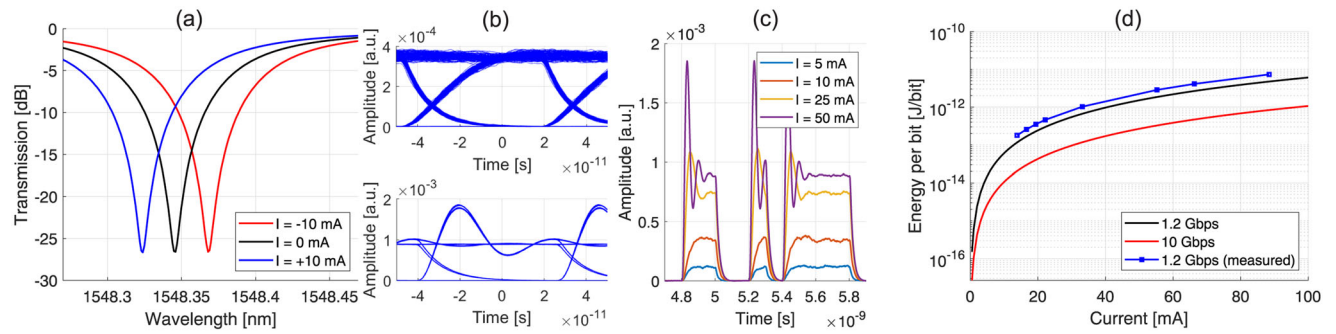 (a)
0
-5
-10
-15
-20
-25
-30
Transmission [dB]
1548.3
1548.35
1548.4
1548.45
Wavelength [nm]
I = -10 mA
I = 0 mA
I = +10 mA
(b)
×10⁻⁴
4
2
0
Amplitude [a.u.]
-4
-2
0
2
4
Time [s]
×10⁻¹¹
×10⁻³
2
1
0
Amplitude [a.u.]
-4
-2
0
2
4
Time [s]
×10⁻¹¹
(c)
×10⁻³
2
1.5
1
0.5
0
Amplitude [a.u.]
I = 5 mA
I = 10 mA
I = 25 mA
I = 50 mA
4.8
5
5.2
5.4
5.6
5.8
Time [s]
×10⁻⁹
(d)
10⁻¹⁰
10⁻¹²
10⁻¹⁴
10⁻¹⁶
Energy per bit [J/bit]
1.2 Gbps
10 Gbps
1.2 Gbps (measured)
0
20
40
60
80
100
Current [mA]